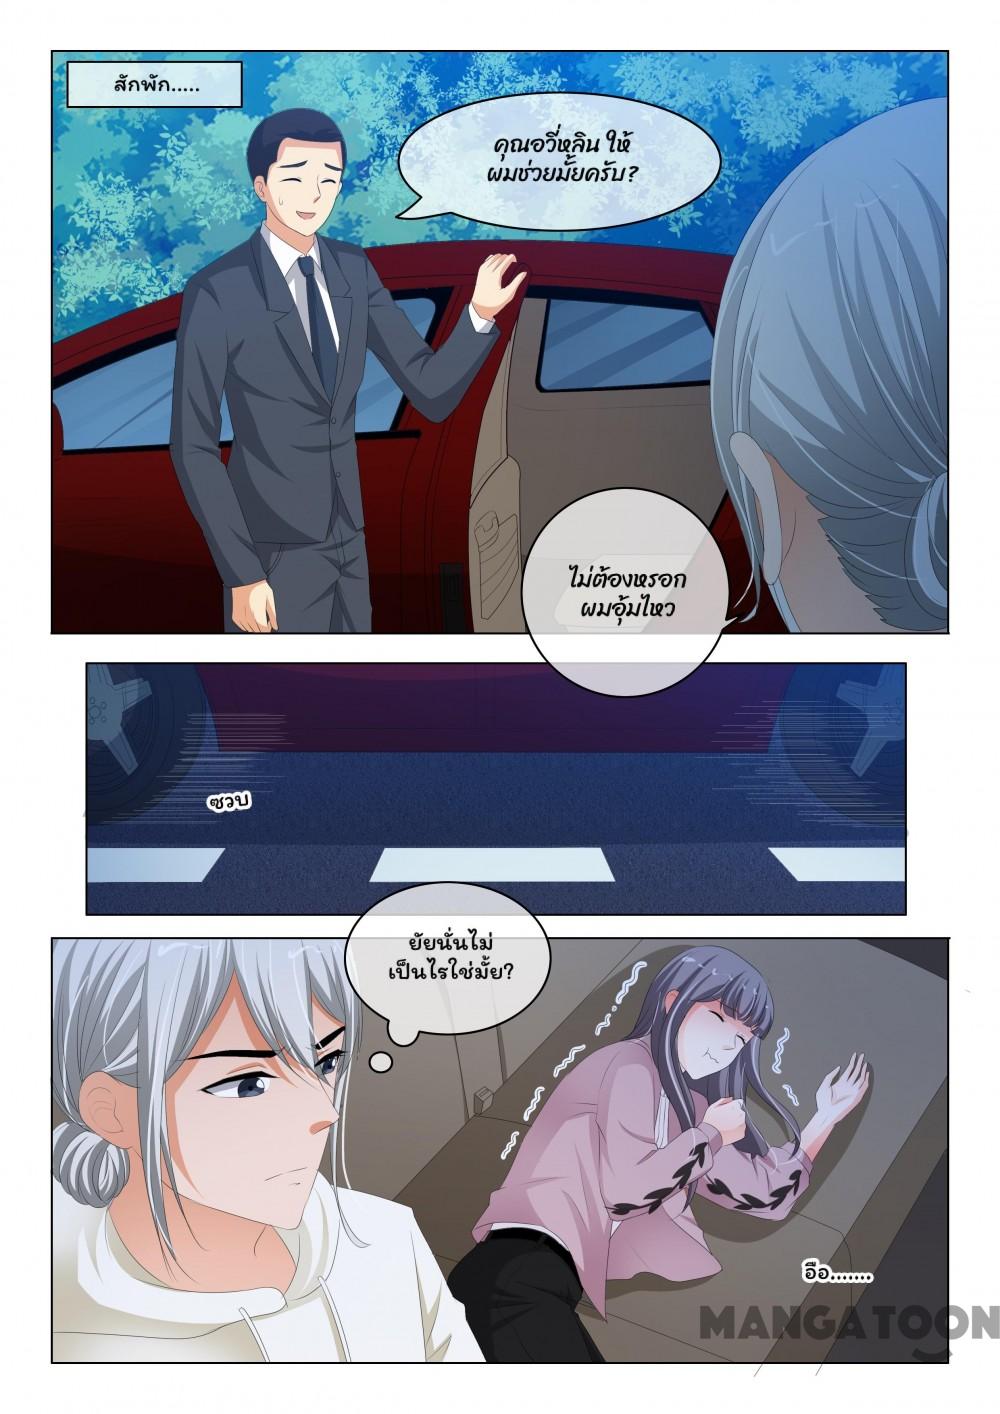 สักพัก.....
คุณอวี่หลิน ให้
ผมช่วยมั้ยครับ?
ไม่ต้องหรอก
ผมอุ้มไหว
ซวบ
ยัยนั่นไม่
เป็นไรใช่มั้ย?
อือ.......
MANGATOON